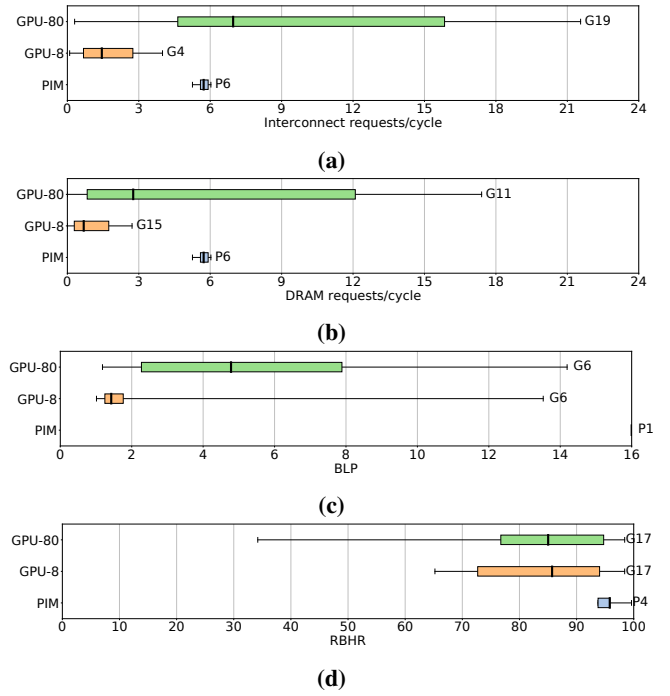 GPU-80
G19
GPU-8
G4
PIM
P6
0 3 6 9 12 15 18 21 24
Interconnect requests/cycle
(a)
GPU-80
G11
GPU-8
G15
PIM
P6
0 3 6 9 12 15 18 21 24
DRAM requests/cycle
(b)
GPU-80
G6
GPU-8
G6
PIM
P1
0 2 4 6 8 10 12 14 16
BLP
(c)
GPU-80
G17
GPU-8
G17
PIM
P4
0 10 20 30 40 50 60 70 80 90 100
RBHR
(d)